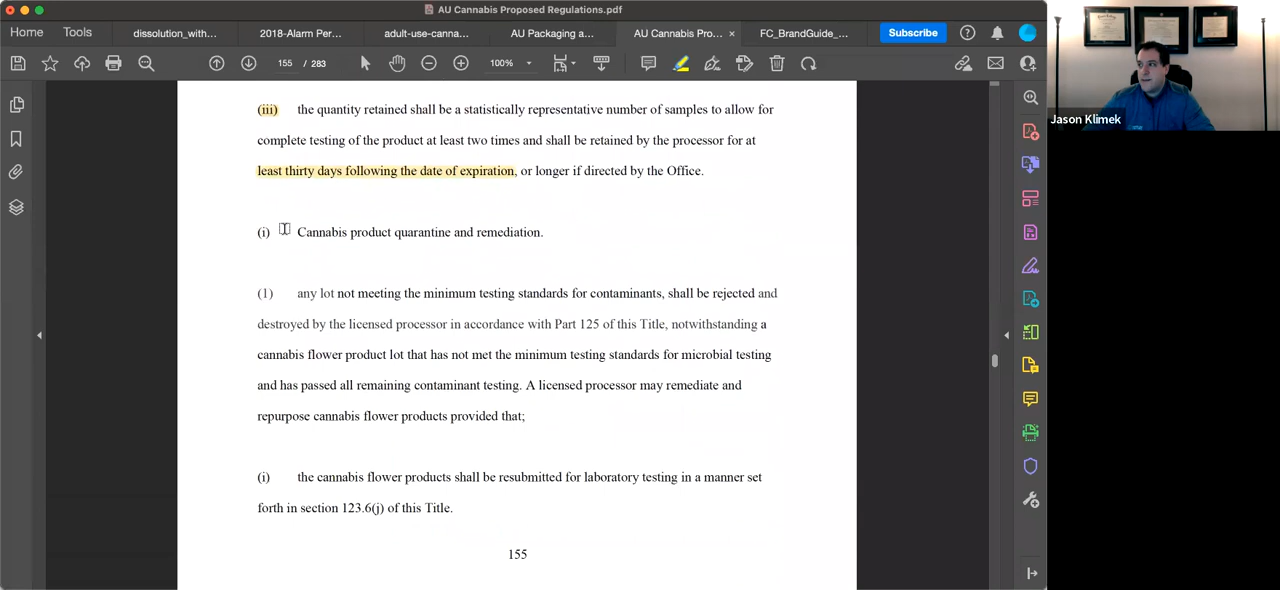 AU Cannabis Proposed Regulations.pdf
Home Tools dissolution_with... 2018-Alarm Per... adult-use-canna... AU Packaging a... AU Cannabis Pro... × FC_BrandGuide_... Subscribe
155 / 283 100%
Jason Klimek
(iii) the quantity retained shall be a statistically representative number of samples to allow for
complete testing of the product at least two times and shall be retained by the processor for at
least thirty days following the date of expiration, or longer if directed by the Office.
(i) Cannabis product quarantine and remediation.
(1) any lot not meeting the minimum testing standards for contaminants, shall be rejected and
destroyed by the licensed processor in accordance with Part 125 of this Title, notwithstanding a
cannabis flower product lot that has not met the minimum testing standards for microbial testing
and has passed all remaining contaminant testing. A licensed processor may remediate and
repurpose cannabis flower products provided that;
(i) the cannabis flower products shall be resubmitted for laboratory testing in a manner set
forth in section 123.6(j) of this Title.
155